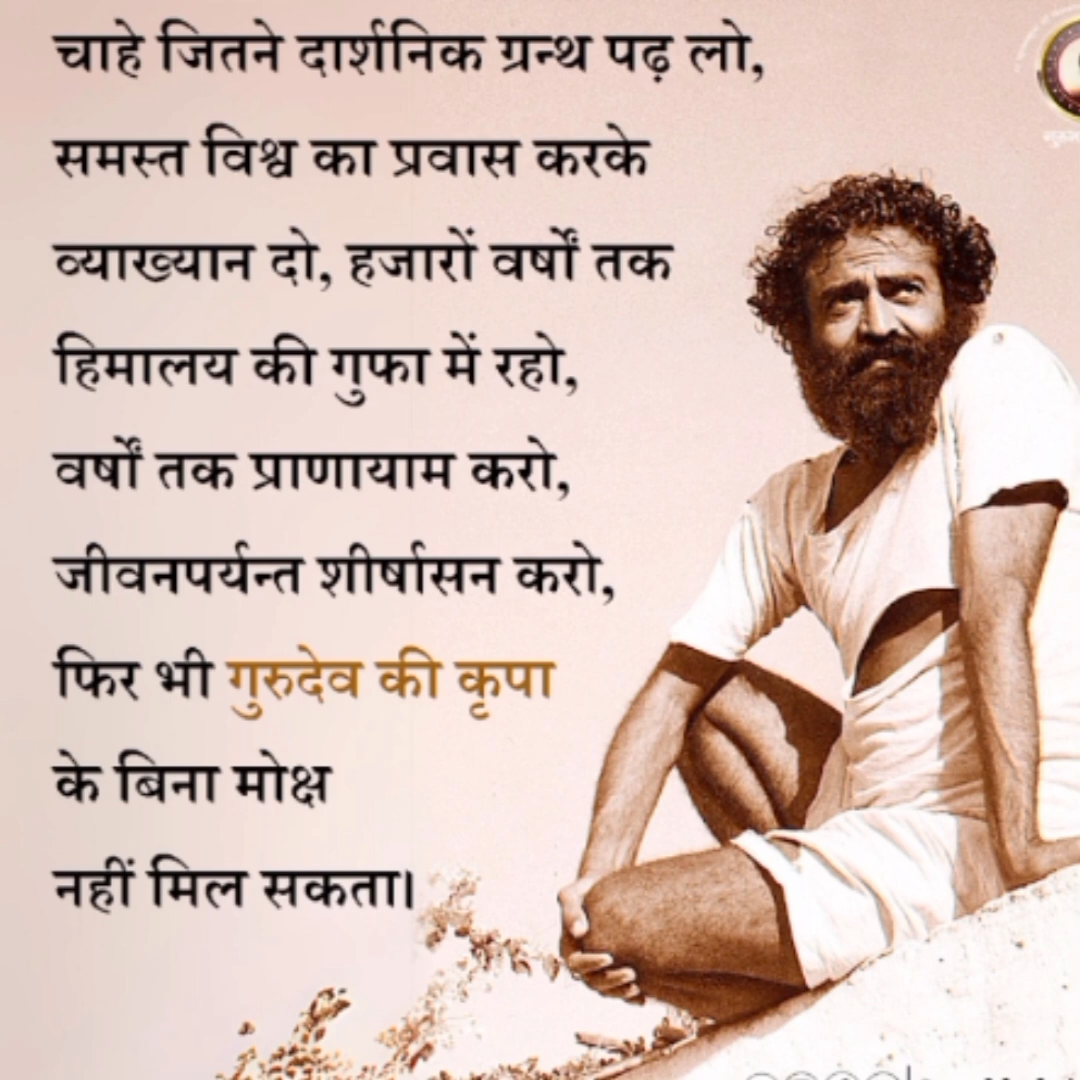 चाहे जितने दार्शनिक ग्रन्थ पढ़ लो,
समस्त विश्व का प्रवास करके
व्याख्यान दो, हजारों वर्षों तक
हिमालय की गुफा में रहो,
वर्षों तक प्राणायाम करो,
जीवनपर्यन्त शीर्षासन करो,
फिर भी गुरुदेव की कृपा
के बिना मोक्ष
नहीं मिल सकता।